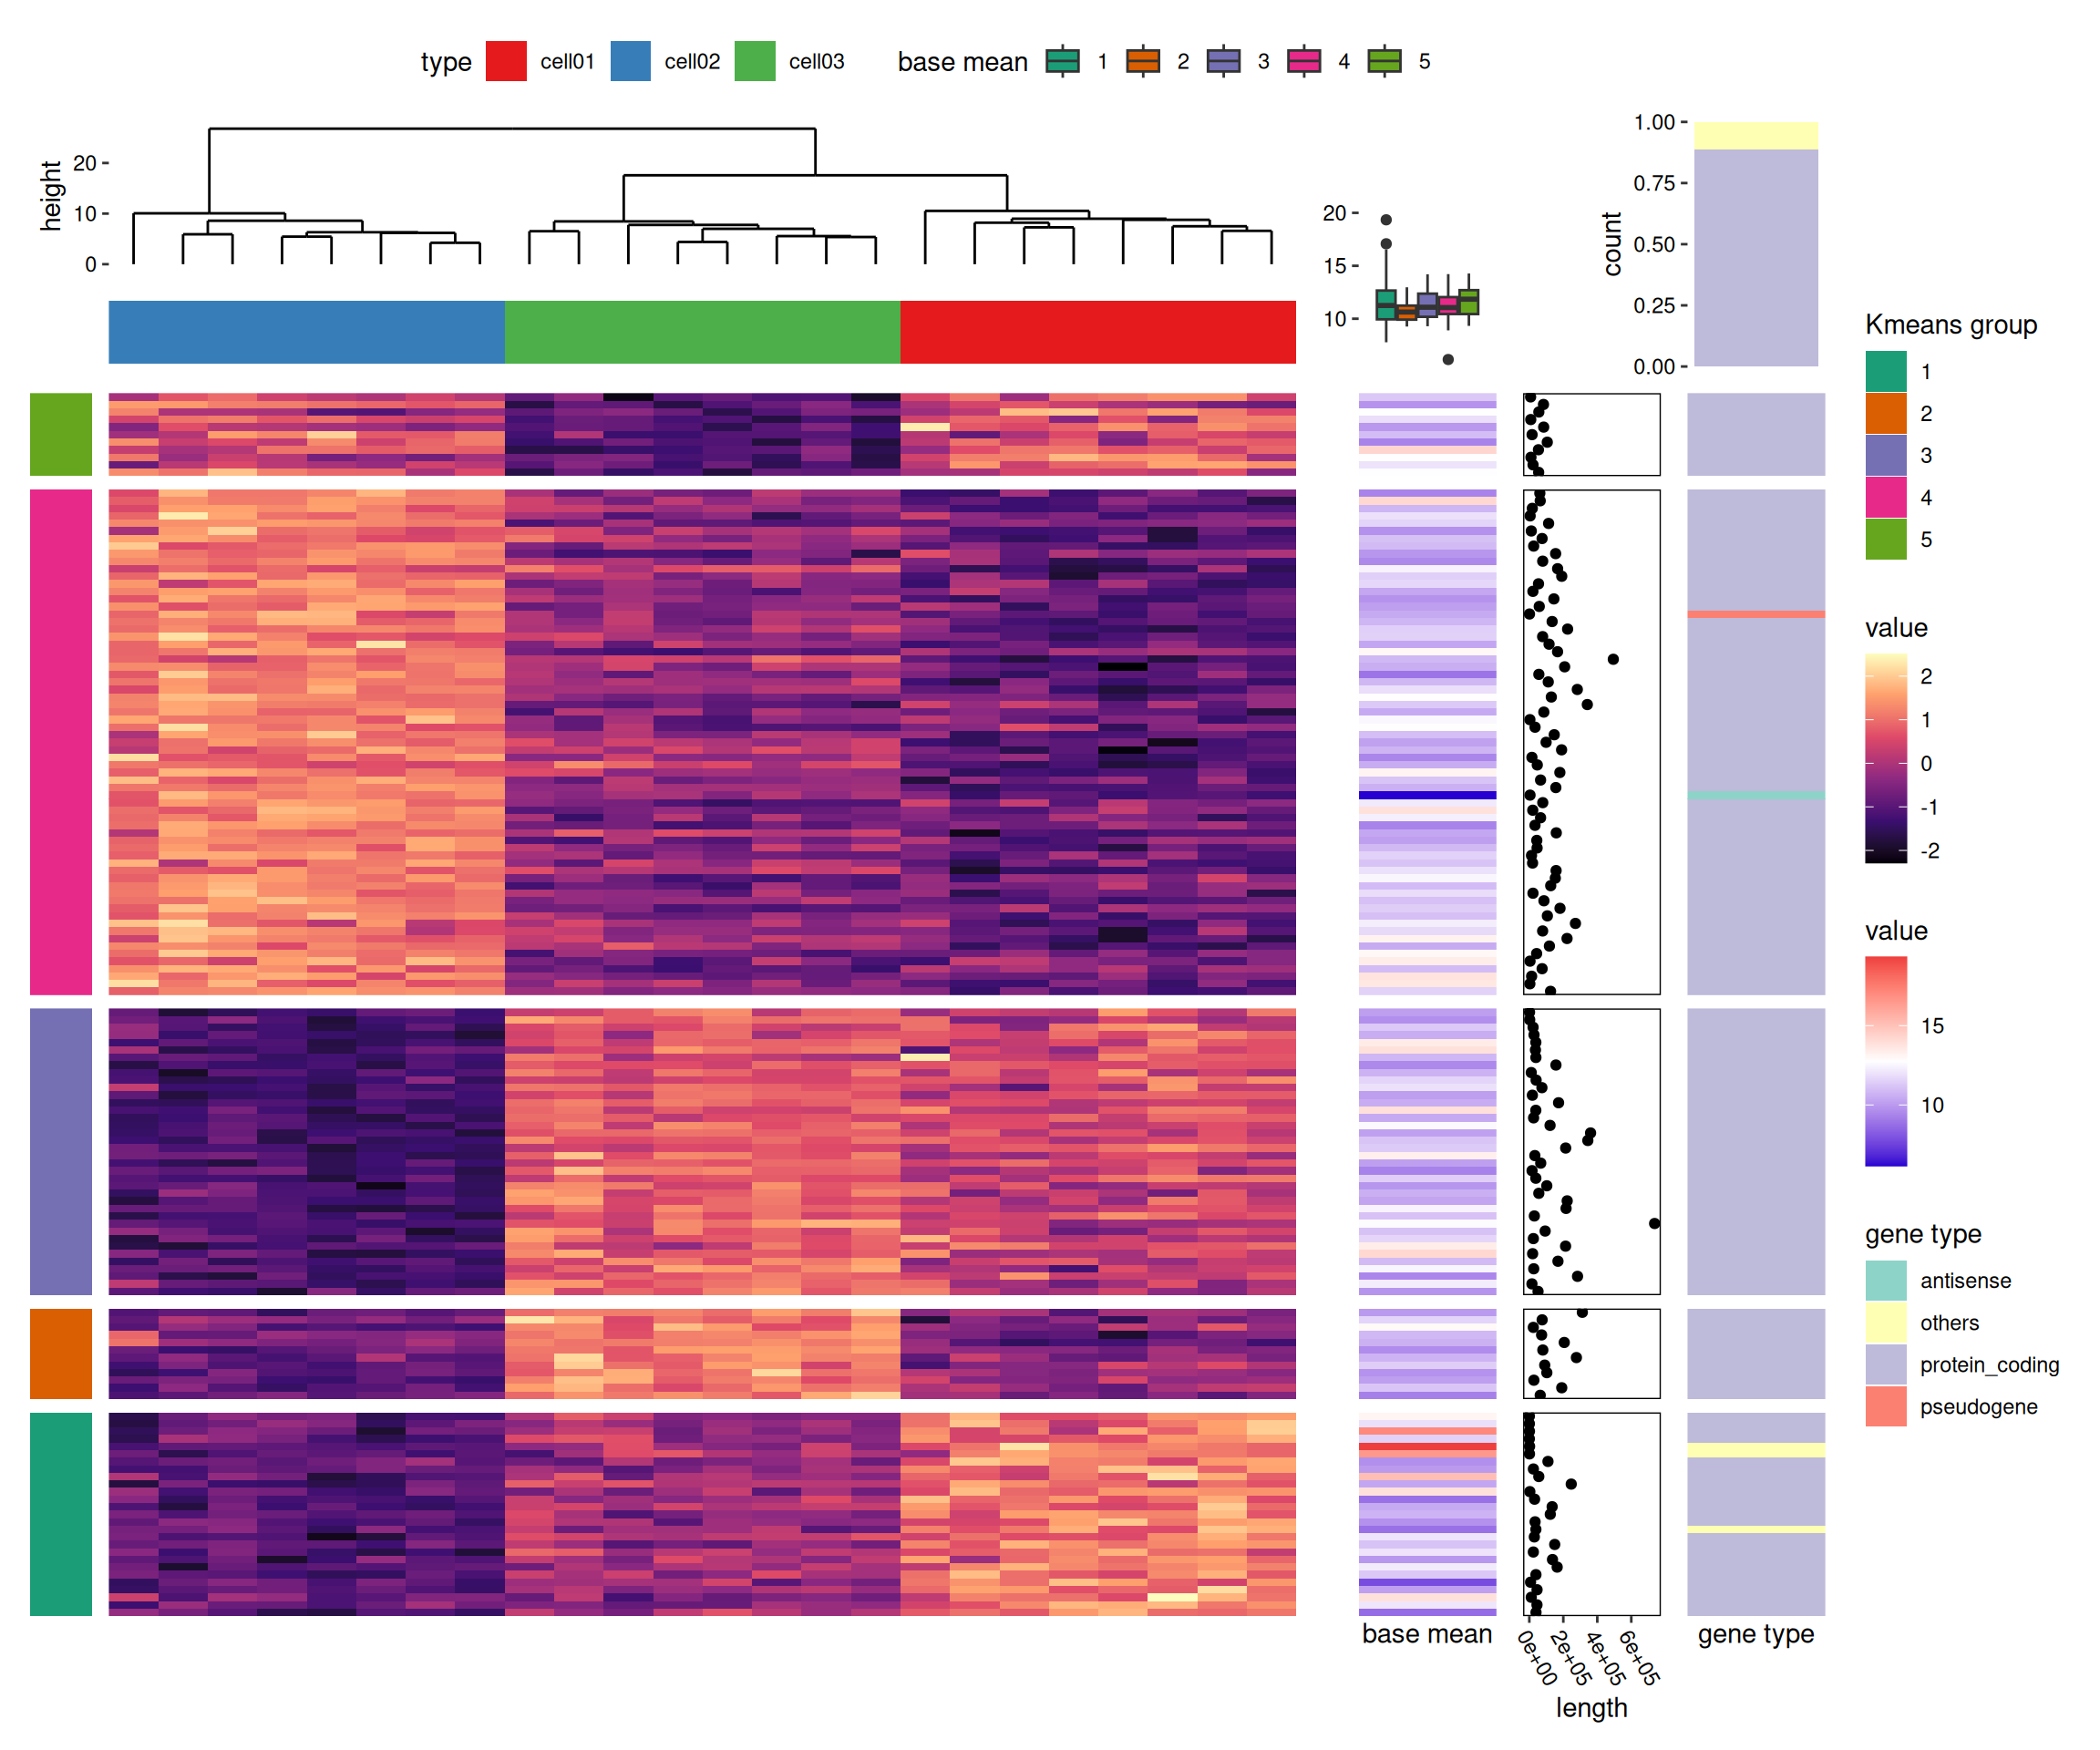 type cell01 cell02 cell03 base mean 1 2 3 4 5
height
20
10
0
20
15
10
count
1.00
0.75
0.50
0.25
0.00
Kmeans group
1
2
3
4
5
value
2
1
0
-1
-2
value
15
10
gene type
antisense
others
protein_coding
pseudogene
base mean
0e+00 2e+05 4e+05 6e+05
length
gene type